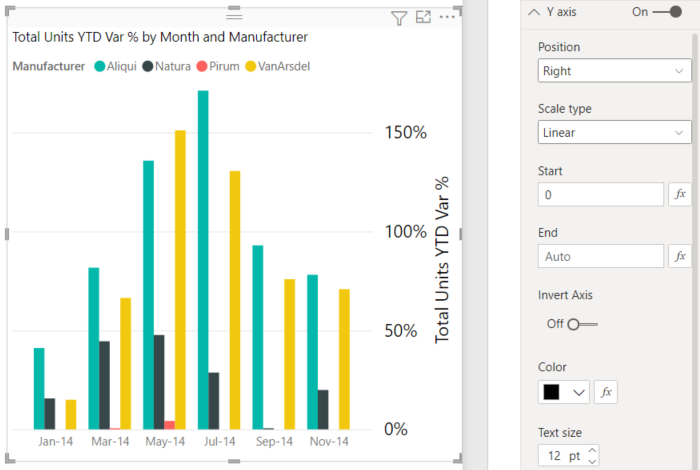 Total Units YTD Var % by Month and Manufacturer
Manufacturer Aliqui Natura Pirum VanArsdel
150%
100%
50%
0%
Total Units YTD Var %
Jan-14 Mar-14 May-14 Jul-14 Sep-14 Nov-14
Y axis On
Position
Right
Scale type
Linear
Start
0 fx
End
Auto fx
Invert Axis
Off
Color
fx
Text size
12 pt